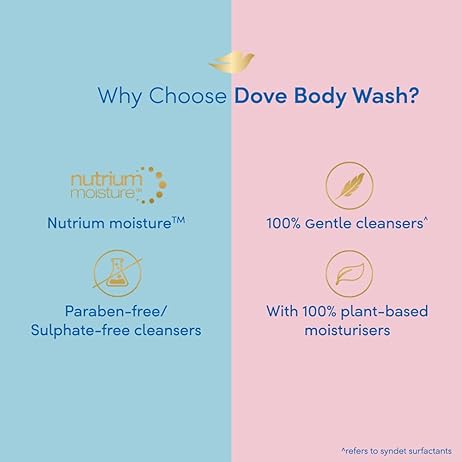 Why Choose Dove Body Wash?
nutrium
moisture™
Nutrium moisture™
100% Gentle cleansers^
Paraben-free/
Sulphate-free cleansers
With 100% plant-based
moisturisers
^refers to syndet surfactants